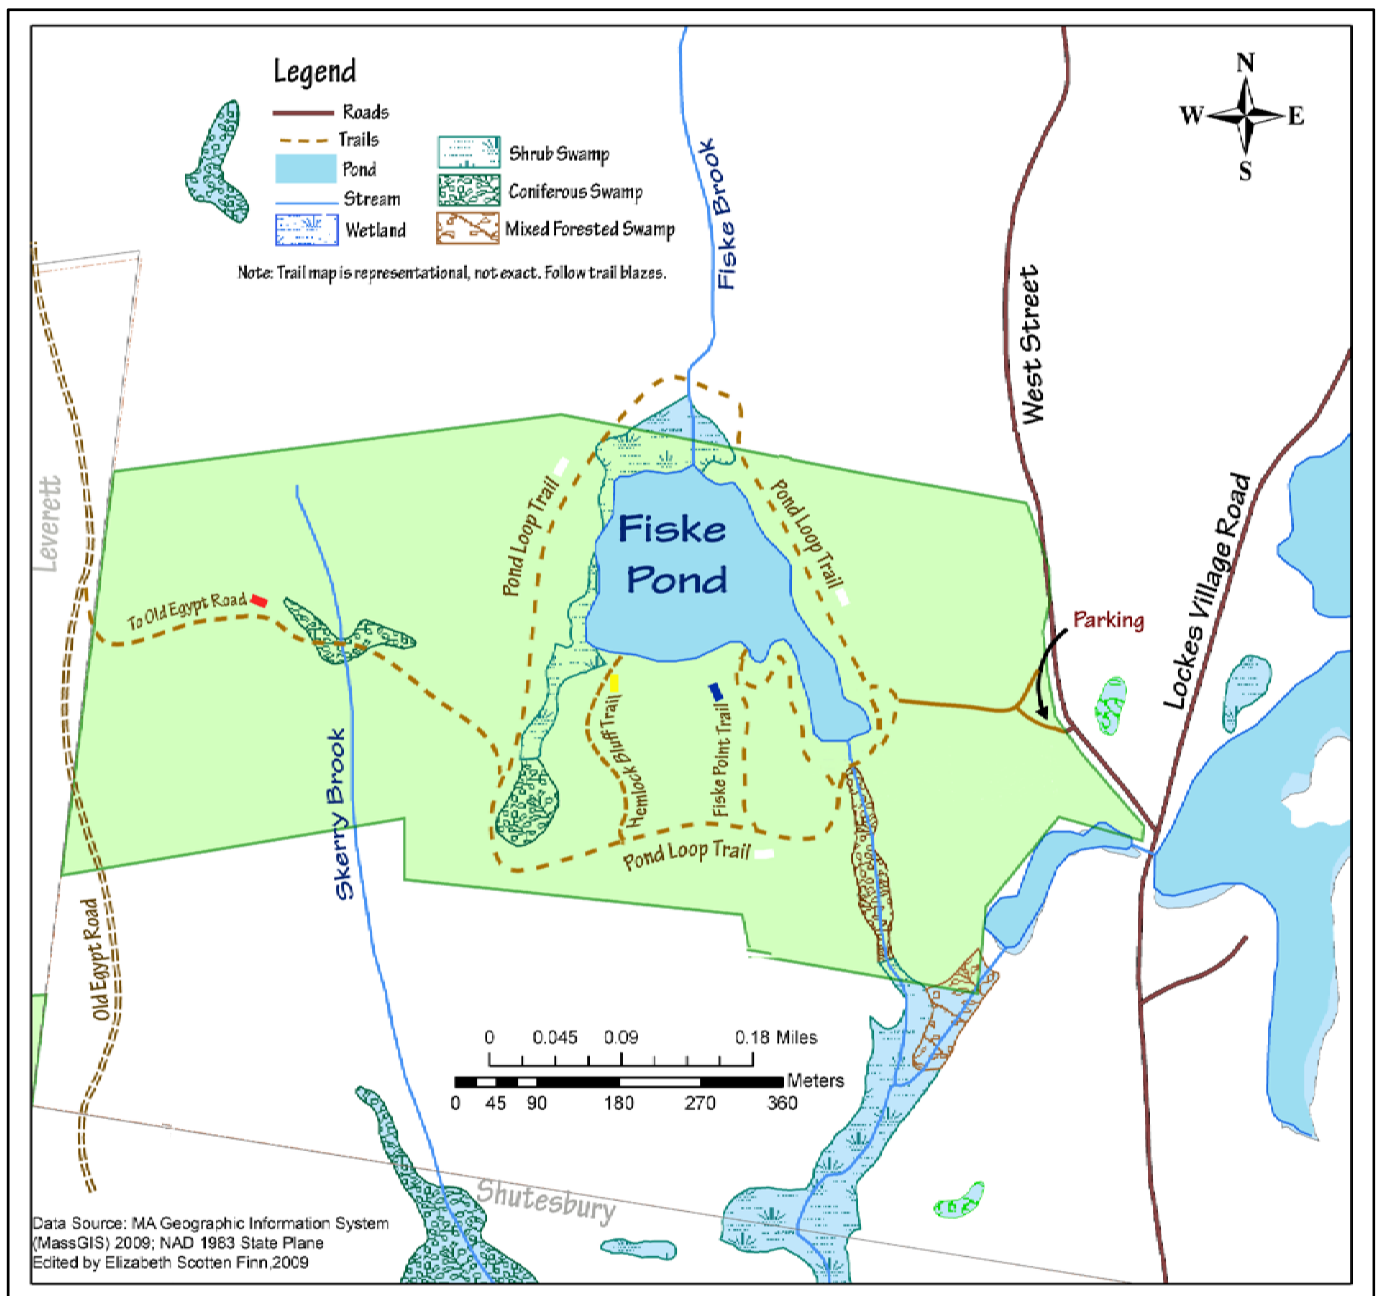 Legend
Roads
Trails
Pond
Stream
Wetland
Shrub Swamp
Coniferous Swamp
Mixed Forested Swamp
Note: Trail map is representational, not exact. Follow trail blazes.
N
W E
S
Fiske Brook
West Street
Lockes Village Road
Leverett
Pond Loop Trail
Fiske
Pond
Pond Loop Trail
To Old Egypt Road
Parking
Hemlock Bluff Trail
Fiske Point Trail
Skerry Brook
Pond Loop Trail
Old Egypt Road
0 0.045 0.09 0.18 Miles
Meters
0 45 90 180 270 360
Shutesbury
Data Source: MA Geographic Information System
(MassGIS) 2009; NAD 1983 State Plane
Edited by Elizabeth Scotten Finn,2009